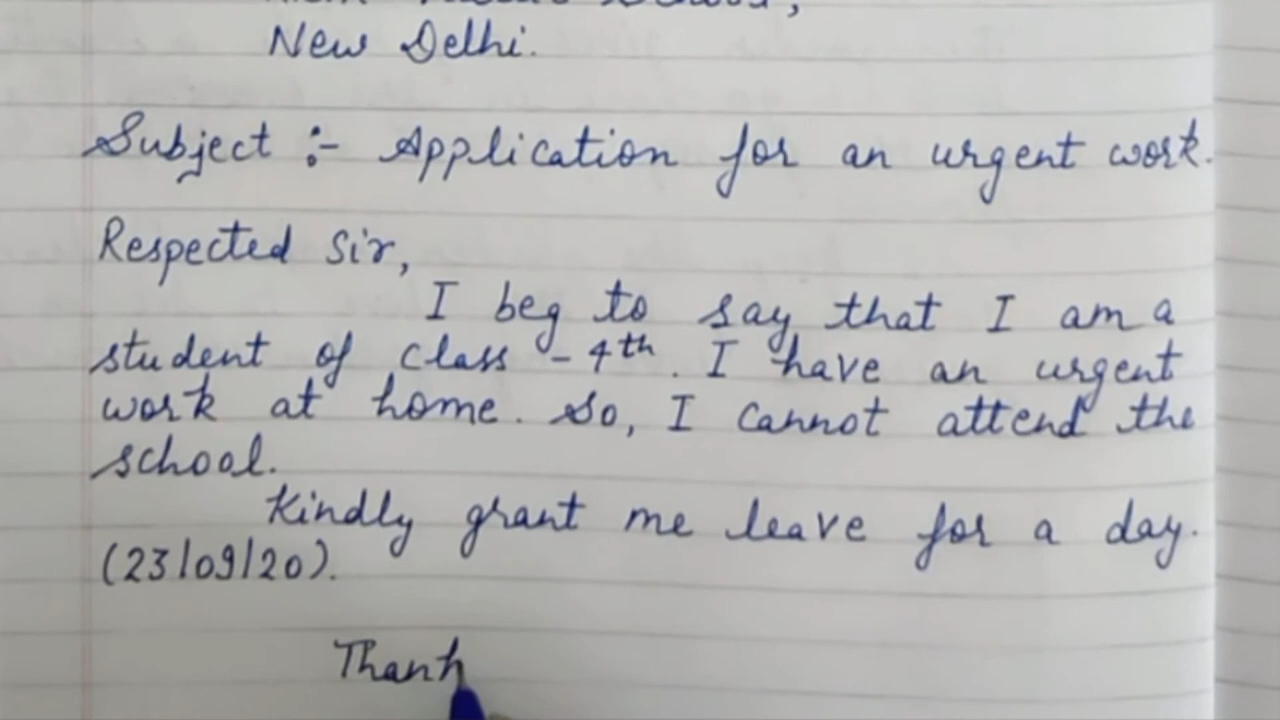 New Delhi.
Subject :- Application for an urgent work.
Respected Sir,
I beg to say that I am a
student of class - 4th. I have an urgent
work at home. So, I cannot attend the
school.
Kindly grant me leave for a day.
(23/09/20).
Thank